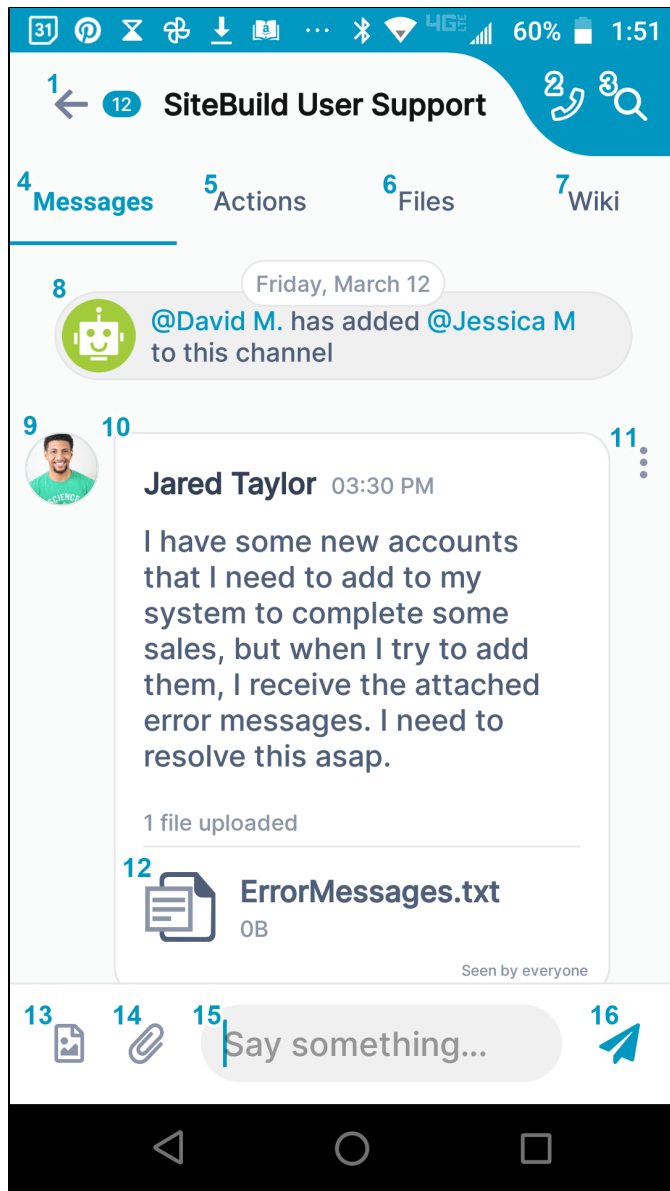 31 4G E 60% 1:51
1 12 SiteBuild User Support 2 3
4 Messages 5 Actions 6 Files 7 Wiki
Friday, March 12
8
@David M. has added @Jessica M
to this channel
9 10 11
Jared Taylor 03:30 PM
I have some new accounts
that I need to add to my
system to complete some
sales, but when I try to add
them, I receive the attached
error messages. I need to
resolve this asap.
1 file uploaded
12
ErrorMessages.txt
0B
Seen by everyone
13 14 15 16
Say something...